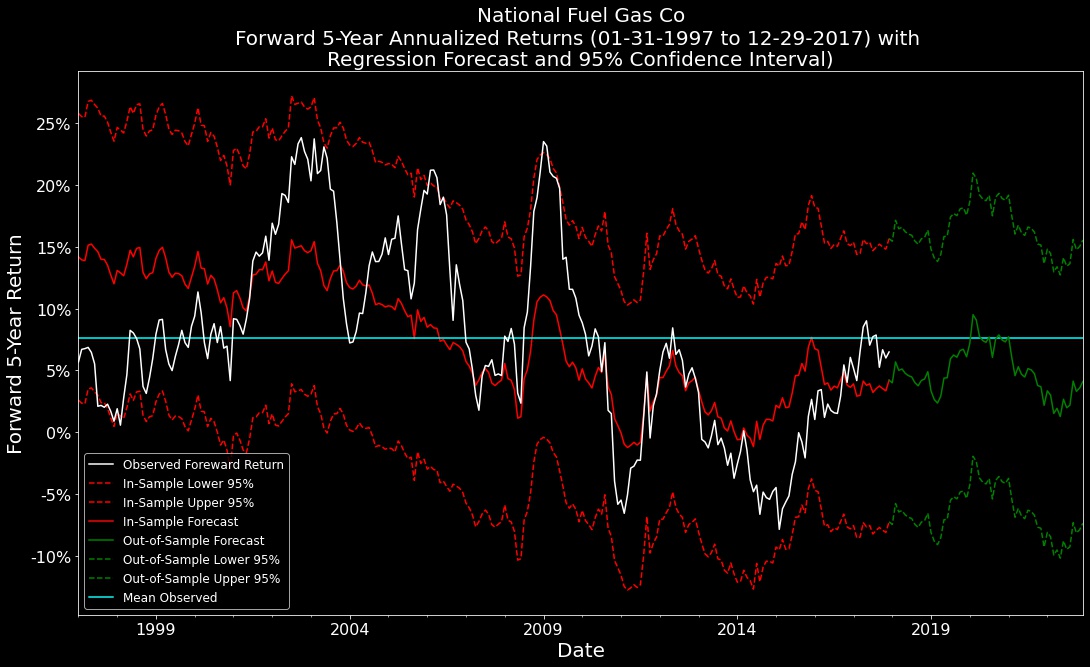 National Fuel Gas Co
Forward 5-Year Annualized Returns (01-31-1997 to 12-29-2017) with
Regression Forecast and 95% Confidence Interval)
Forward 5-Year Return
25%
20%
15%
10%
5%
0%
-5%
-10%
Observed Foreward Return
In-Sample Lower 95%
In-Sample Upper 95%
In-Sample Forecast
Out-of-Sample Forecast
Out-of-Sample Lower 95%
Out-of-Sample Upper 95%
Mean Observed
1999 2004 2009 2014 2019
Date